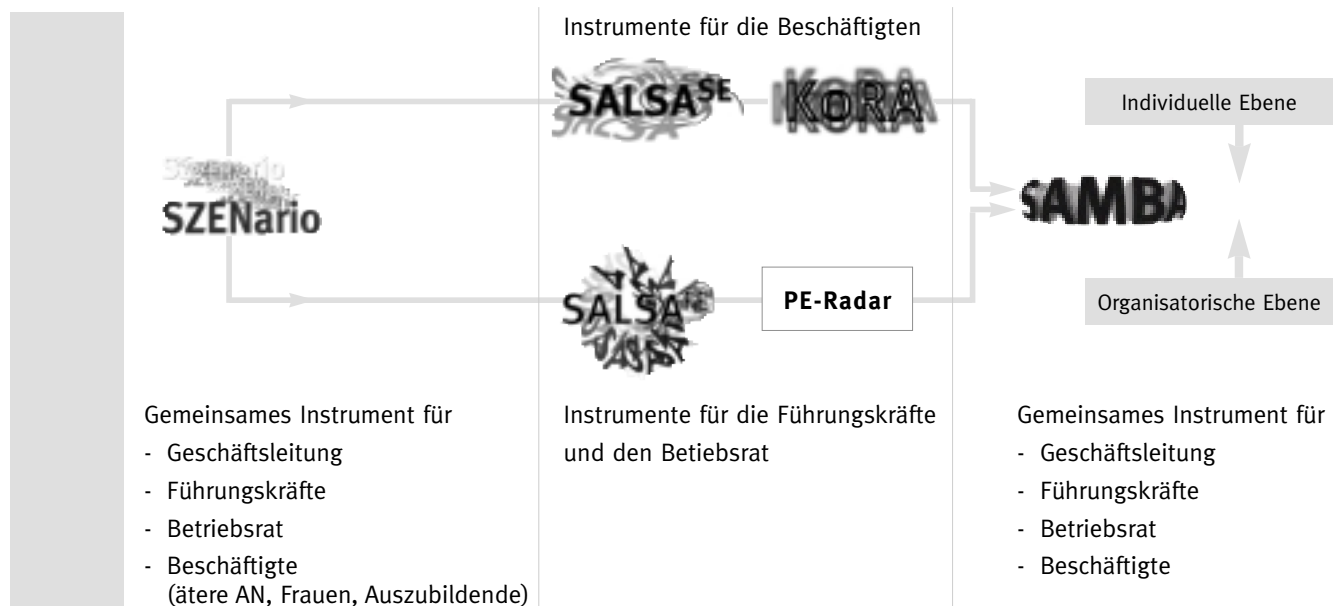 Instrumente für die Beschäftigten
SALSA SE
KoRA
Individuelle Ebene
SZENario
SAMBA
SALSA FE
PE-Radar
Organisatorische Ebene
Gemeinsames Instrument für
- Geschäftsleitung
- Führungskräfte
- Betriebsrat
- Beschäftigte
(ätere AN, Frauen, Auszubildende)
Instrumente für die Führungskräfte
und den Betiebsrat
Gemeinsames Instrument für
- Geschäftsleitung
- Führungskräfte
- Betriebsrat
- Beschäftigte